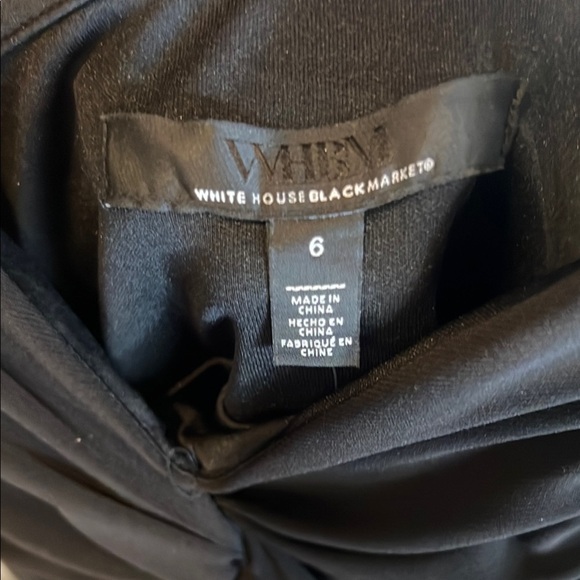 WHBM
WHITE HOUSE BLACK MARKET®
6
MADE IN
CHINA
HECHO EN
CHINA
FABRIQUÉ EN
CHINE